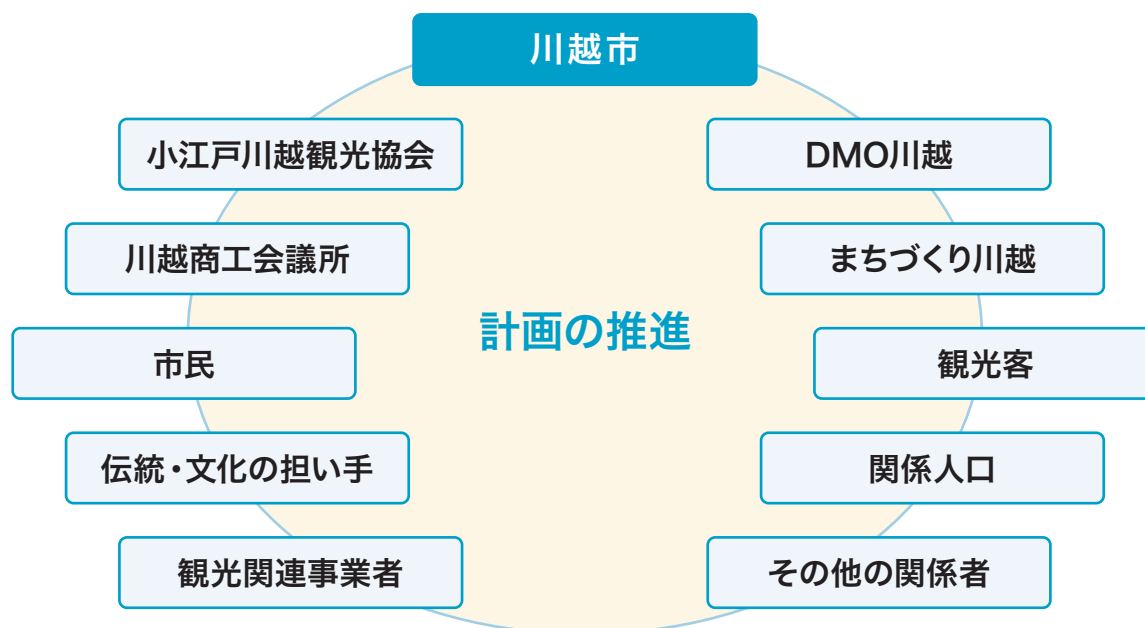 川越市
小江戸川越観光協会
DMO川越
川越商工会議所
まちづくり川越
計画の推進
市民
観光客
伝統・文化の担い手
関係人口
観光関連事業者
その他の関係者